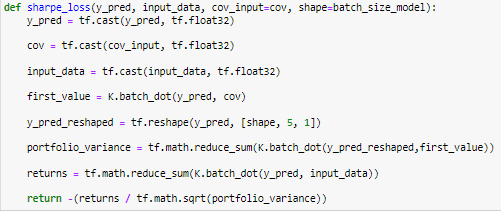 def sharpe_loss(y_pred, input_data, cov_input=cov, shape=batch_size_model):
    y_pred = tf.cast(y_pred, tf.float32)
    cov = tf.cast(cov_input, tf.float32)
    input_data = tf.cast(input_data, tf.float32)
    first_value = K.batch_dot(y_pred, cov)
    y_pred_reshaped = tf.reshape(y_pred, [shape, 5, 1])
    portfolio_variance = tf.math.reduce_sum(K.batch_dot(y_pred_reshaped,first_value))
    returns = tf.math.reduce_sum(K.batch_dot(y_pred, input_data))
    return -(returns / tf.math.sqrt(portfolio_variance))